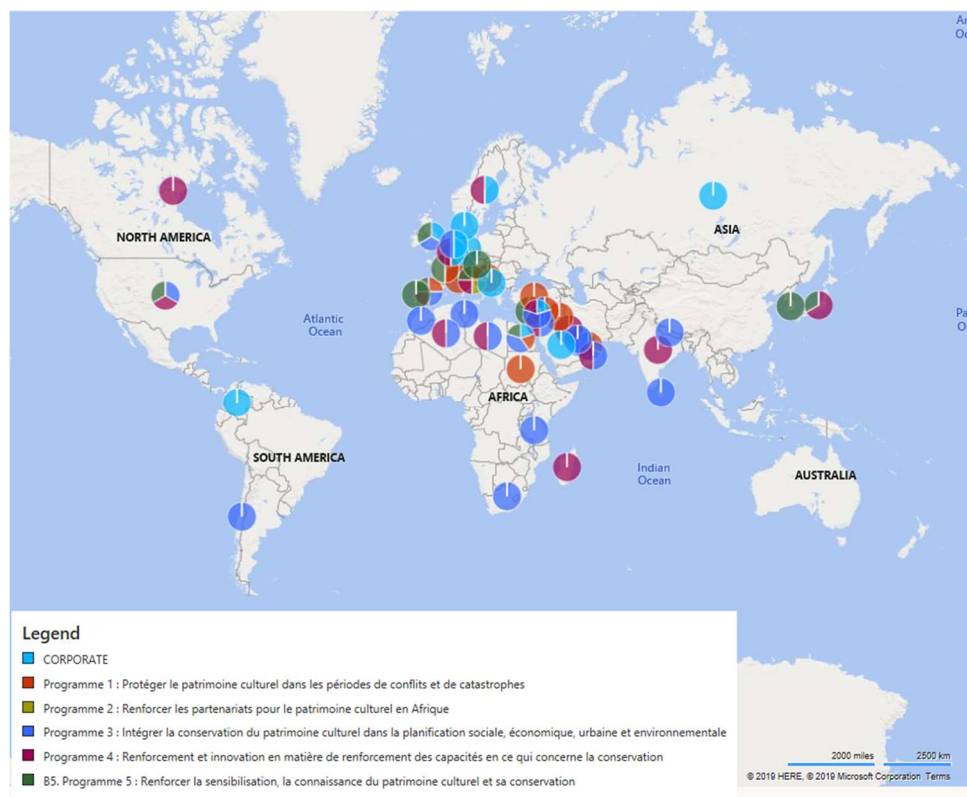 Ar
Oc
NORTH AMERICA
ASIA
Atlantic
Ocean
Pa
O
AFRICA
SOUTH AMERICA
Indian
Ocean
AUSTRALIA
Legend
CORPORATE
Programme 1 : Protéger le patrimoine culturel dans les périodes de conflits et de catastrophes
Programme 2 : Renforcer les partenariats pour le patrimoine culturel en Afrique
Programme 3 : Intégrer la conservation du patrimoine culturel dans la planification sociale, économique, urbaine et environnementale
Programme 4 : Renforcement et innovation en matière de renforcement des capacités en ce qui concerne la conservation
B5. Programme 5 : Renforcer la sensibilisation, la connaissance du patrimoine culturel et sa conservation
2000 miles 2500 km
© 2019 HERE, © 2019 Microsoft Corporation Terms